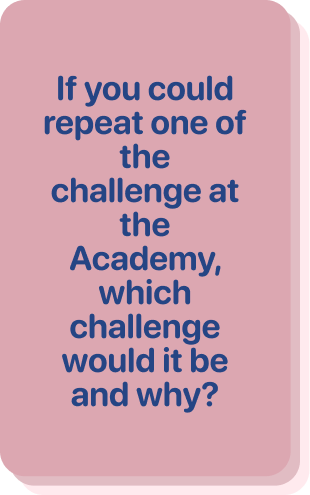 If you could
repeat one of
the
challenge at
the
Academy,
which
challenge
would it be
and why?